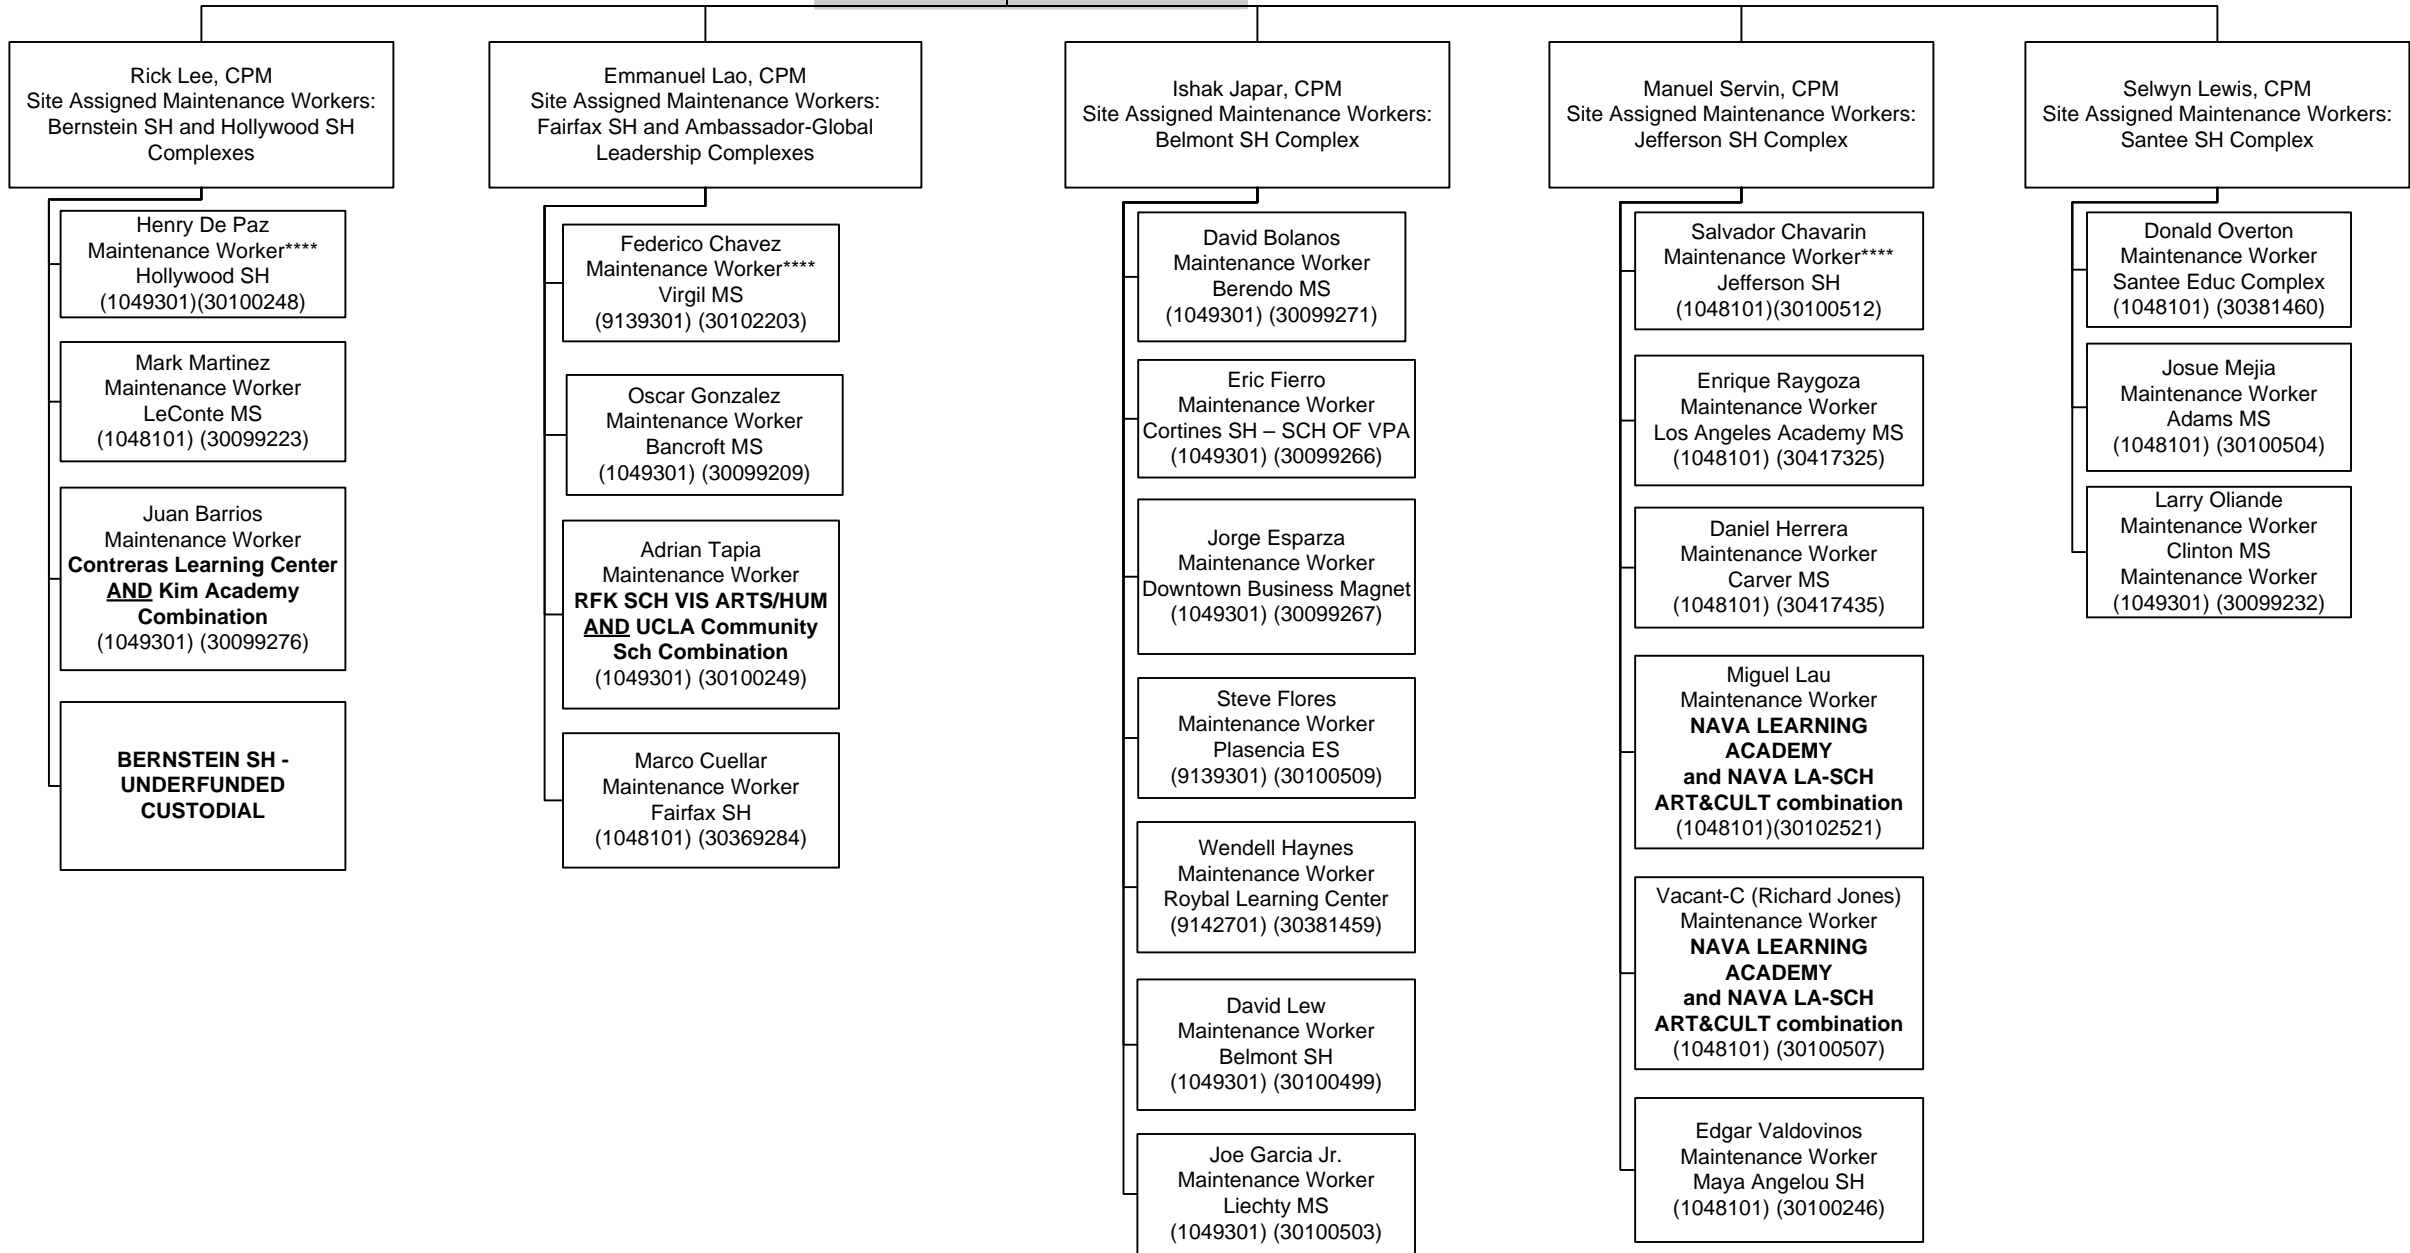 Rick Lee, CPM
Site Assigned Maintenance Workers:
Bernstein SH and Hollywood SH
Complexes
Henry De Paz
Maintenance Worker****
Hollywood SH
(1049301)(30100248)
Mark Martinez
Maintenance Worker
LeConte MS
(1048101) (30099223)
Juan Barrios
Maintenance Worker
Contreras Learning Center
AND Kim Academy
Combination
(1049301) (30099276)
BERNSTEIN SH -
UNDERFUNDED
CUSTODIAL
Emmanuel Lao, CPM
Site Assigned Maintenance Workers:
Fairfax SH and Ambassador-Global
Leadership Complexes
Federico Chavez
Maintenance Worker****
Virgil MS
(9139301) (30102203)
Oscar Gonzalez
Maintenance Worker
Bancroft MS
(1049301) (30099209)
Adrian Tapia
Maintenance Worker
RFK SCH VIS ARTS/HUM
AND UCLA Community
Sch Combination
(1049301) (30100249)
Marco Cuellar
Maintenance Worker
Fairfax SH
(1048101) (30369284)
Ishak Japar, CPM
Site Assigned Maintenance Workers:
Belmont SH Complex
David Bolanos
Maintenance Worker
Berendo MS
(1049301) (30099271)
Eric Fierro
Maintenance Worker
Cortines SH – SCH OF VPA
(1049301) (30099266)
Jorge Esparza
Maintenance Worker
Downtown Business Magnet
(1049301) (30099267)
Steve Flores
Maintenance Worker
Plasencia ES
(9139301) (30100509)
Wendell Haynes
Maintenance Worker
Roybal Learning Center
(9142701) (30381459)
David Lew
Maintenance Worker
Belmont SH
(1049301) (30100499)
Joe Garcia Jr.
Maintenance Worker
Liechty MS
(1049301) (30100503)
Manuel Servin, CPM
Site Assigned Maintenance Workers:
Jefferson SH Complex
Salvador Chavarin
Maintenance Worker****
Jefferson SH
(1048101)(30100512)
Enrique Raygoza
Maintenance Worker
Los Angeles Academy MS
(1048101) (30417325)
Daniel Herrera
Maintenance Worker
Carver MS
(1048101) (30417435)
Miguel Lau
Maintenance Worker
NAVA LEARNING
ACADEMY
and NAVA LA-SCH
ART&CULT combination
(1048101)(30102521)
Vacant-C (Richard Jones)
Maintenance Worker
NAVA LEARNING
ACADEMY
and NAVA LA-SCH
ART&CULT combination
(1048101) (30100507)
Edgar Valdovinos
Maintenance Worker
Maya Angelou SH
(1048101) (30100246)
Selwyn Lewis, CPM
Site Assigned Maintenance Workers:
Santee SH Complex
Donald Overton
Maintenance Worker
Santee Educ Complex
(1048101) (30381460)
Josue Mejia
Maintenance Worker
Adams MS
(1048101) (30100504)
Larry Oliande
Maintenance Worker
Clinton MS
Maintenance Worker
(1049301) (30099232)